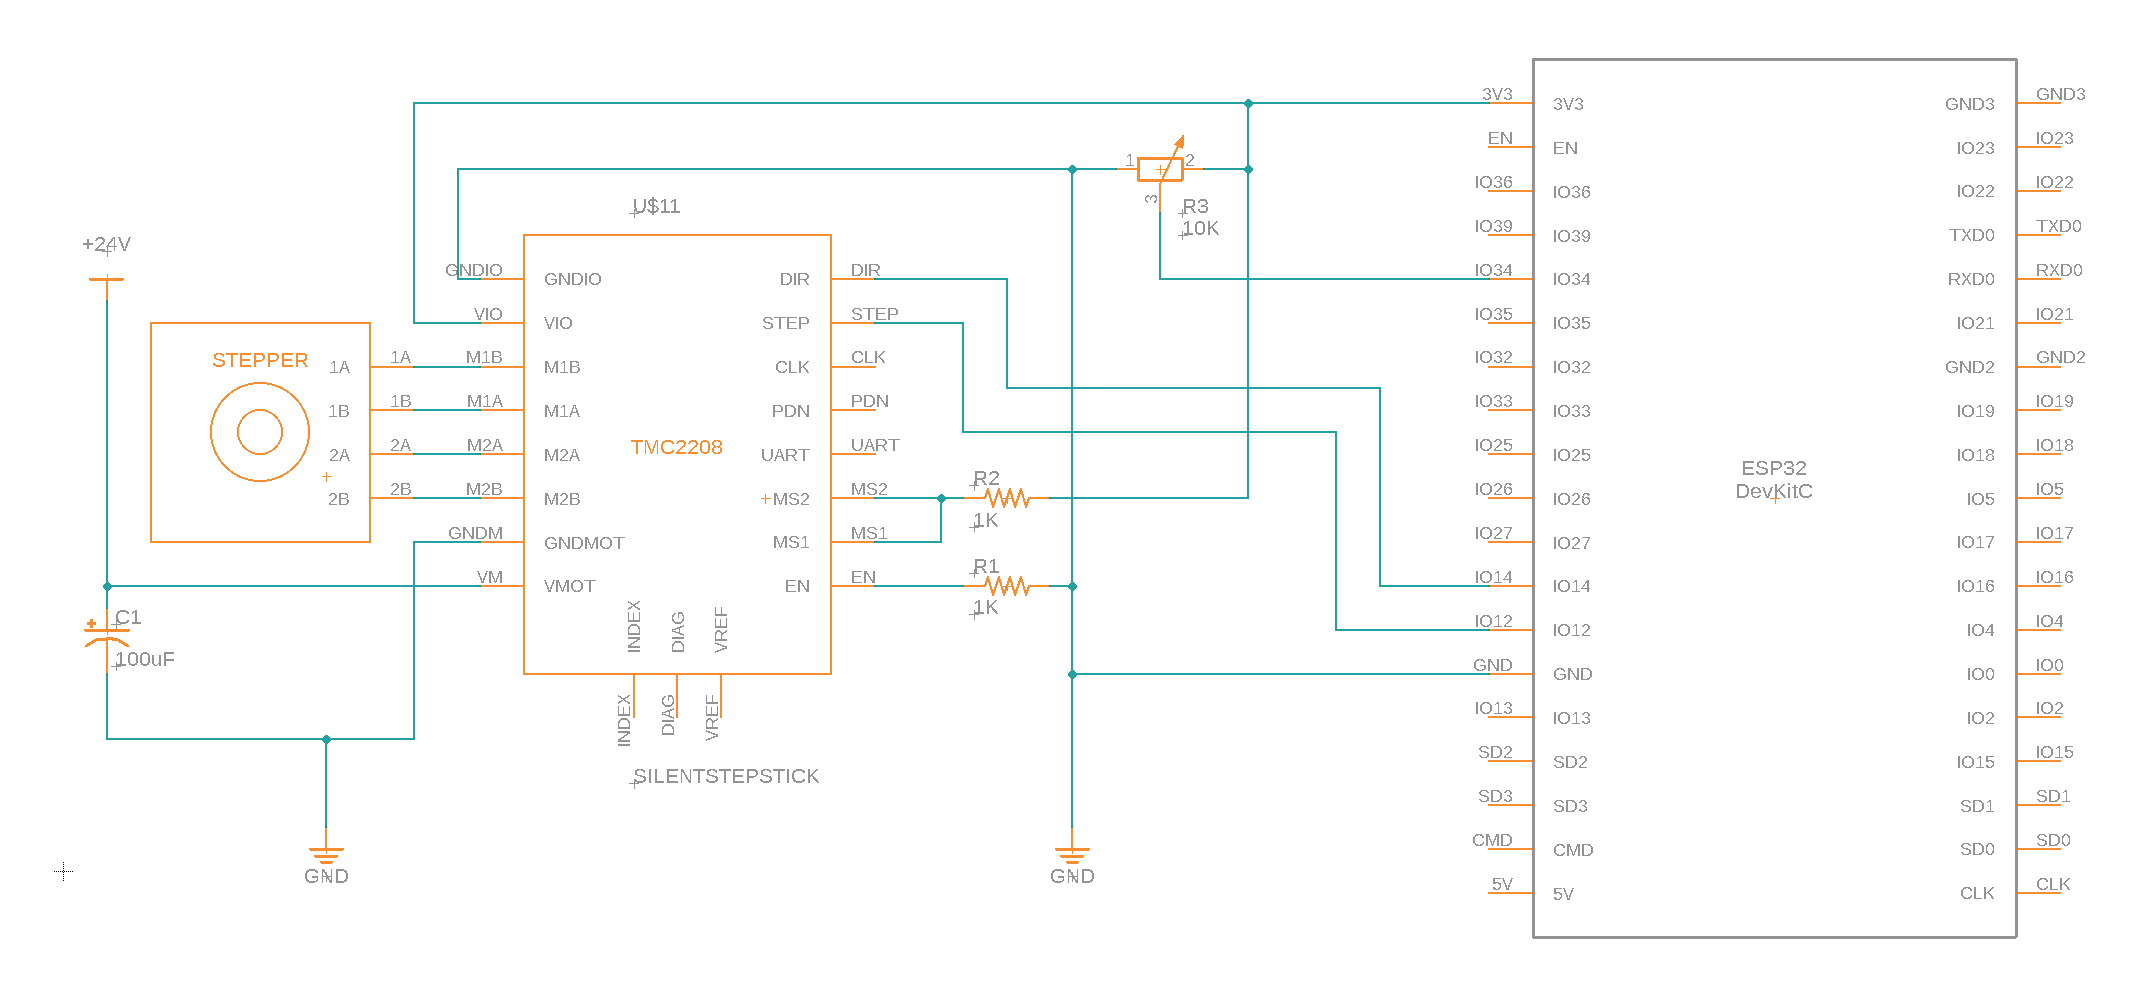 +24V
STEPPER
1A
1B
2A
2B
1A
1B
2A
2B
C1
100uF
GND
U$11
GNDIO
VIO
M1B
M1A
M2A
M2B
GNDM
VM
GNDIO
VIO
M1B
M1A
M2A
M2B
GNDMOT
VMOT
TMC2208
DIR
STEP
CLK
PDN
UART
MS2
MS1
EN
INDEX
DIAG
VREF
INDEX
DIAG
VREF
SILENTSTEPSTICK
DIR
STEP
CLK
PDN
UART
MS2
MS1
EN
R2
1K
R1
1K
1
2
3
R3
10K
GND
3V3
EN
IO36
IO39
IO34
IO35
IO32
IO33
IO25
IO26
IO27
IO14
IO12
GND
IO13
SD2
SD3
CMD
5V
3V3
EN
IO36
IO39
IO34
IO35
IO32
IO33
IO25
IO26
IO27
IO14
IO12
GND
IO13
SD2
SD3
CMD
5V
ESP32
DevKitC
GND3
IO23
IO22
TXD0
RXD0
IO21
GND2
IO19
IO18
IO5
IO17
IO16
IO4
IO0
IO2
IO15
SD1
SD0
CLK
GND3
IO23
IO22
TXD0
RXD0
IO21
GND2
IO19
IO18
IO5
IO17
IO16
IO4
IO0
IO2
IO15
SD1
SD0
CLK